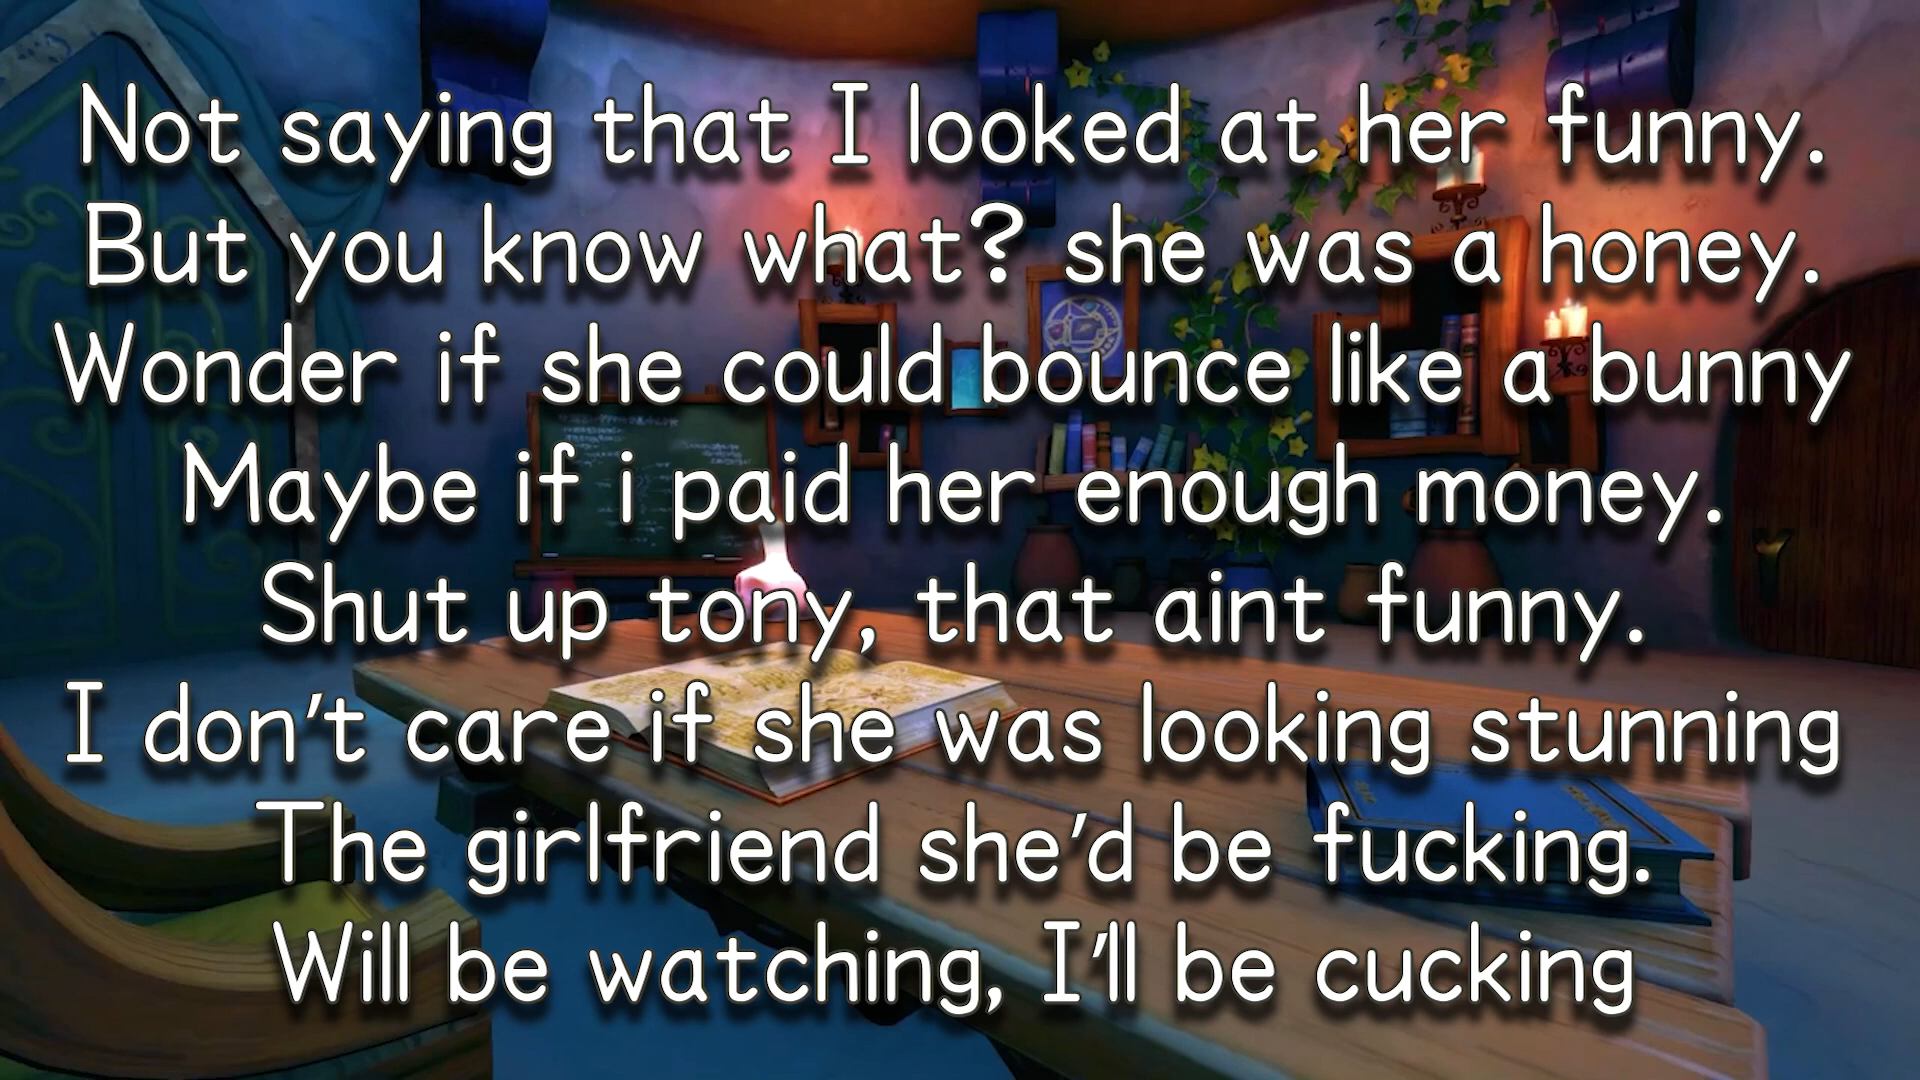 Not saying that I looked at her funny.
But you know what? she was a honey.
Wonder if she could bounce like a bunny
Maybe if i paid her enough money.
Shut up tony, that aint funny.
I don't care if she was looking stunning
The girlfriend she'd be fucking.
Will be watching, I'll be cucking